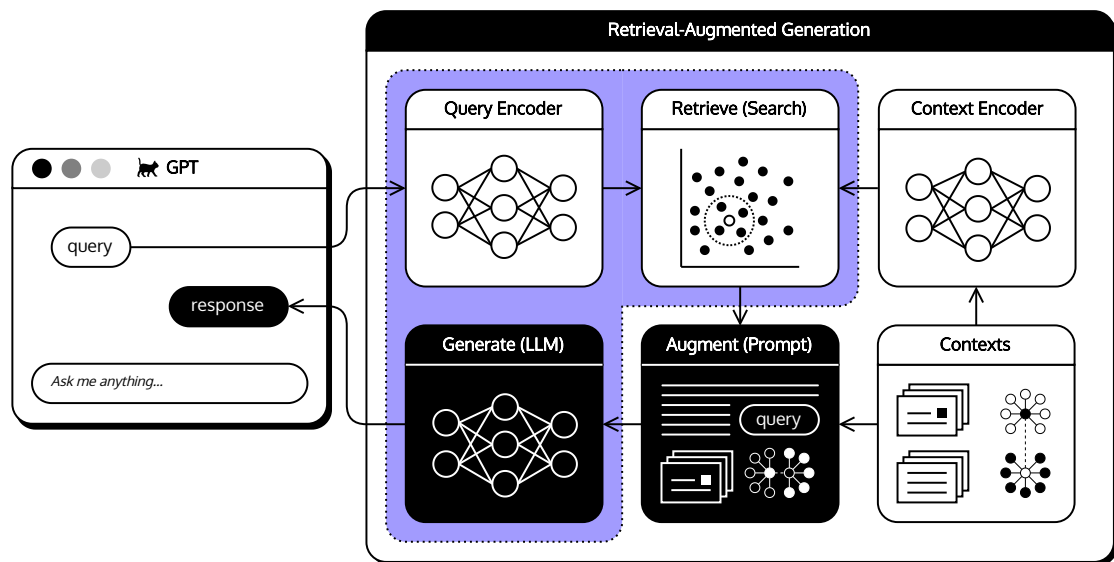 Retrieval-Augmented Generation
Query Encoder
Retrieve (Search)
Context Encoder
GPT
query
response
Ask me anything...
Generate (LLM)
Augment (Prompt)
query
Contexts